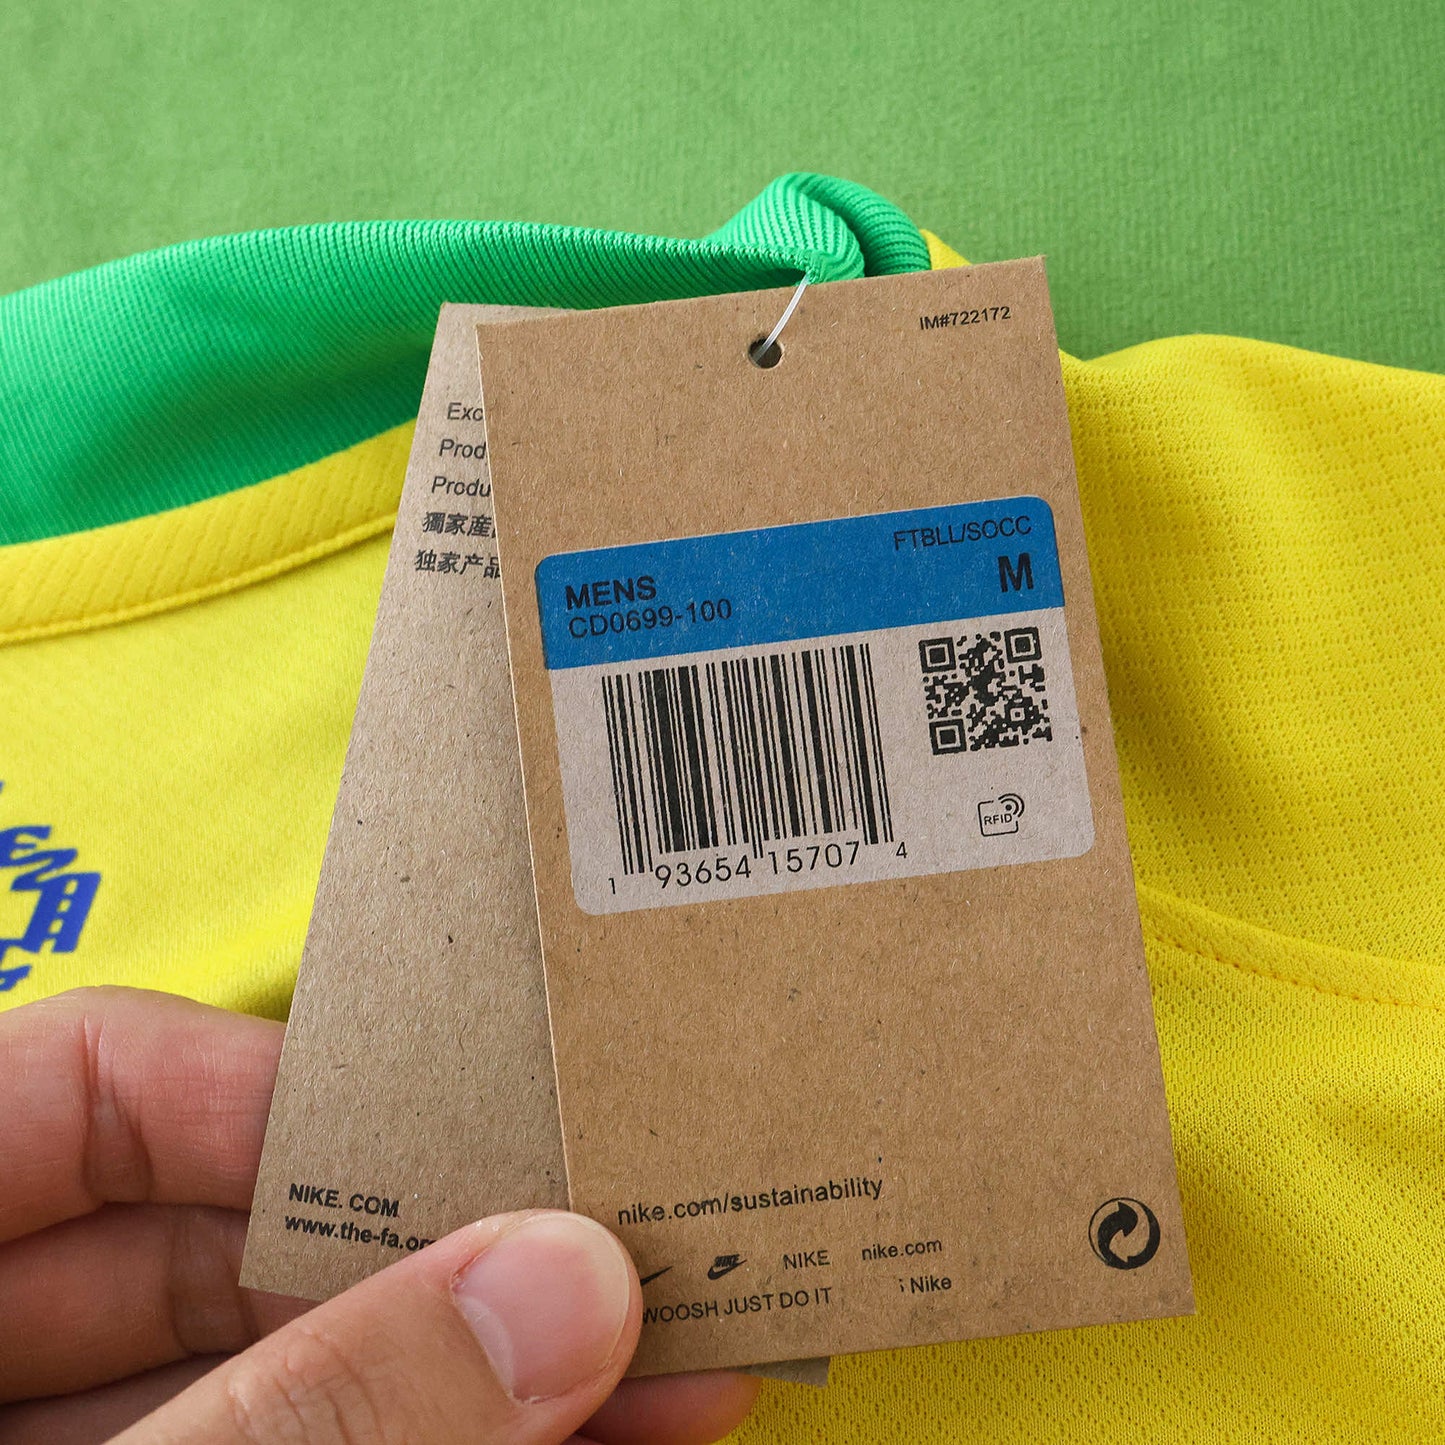 IM#722172
Exc
Prod
Produ
獨家産
独家产品
FTBLL/SOCC
MENS
M
CD0699-100
RFID
1 93654 15707 4
NIKE. COM
www.the-fa.or
nike.com/sustainability
NIKE nike.com
WOOSH JUST DO IT
Nike